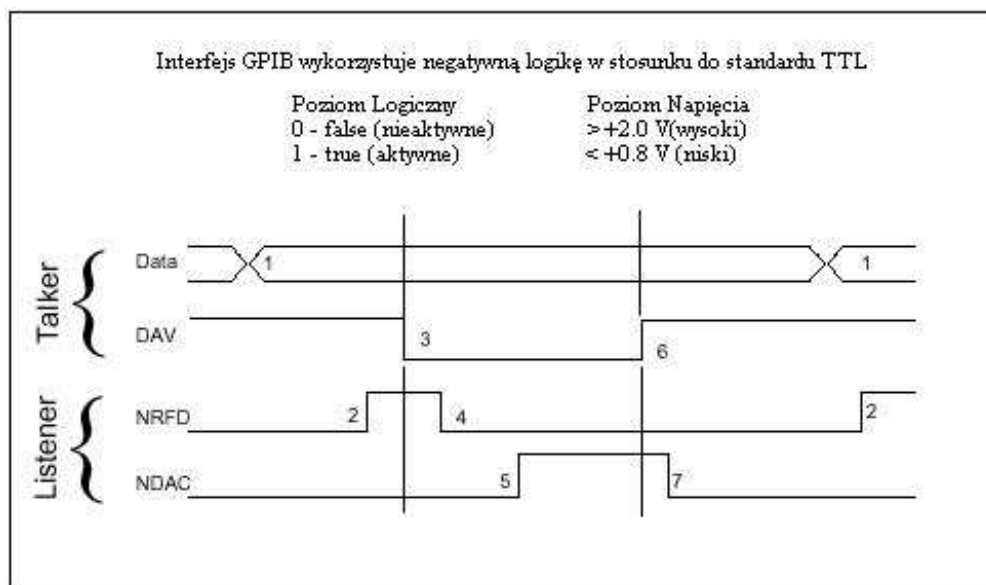 Interfejs GPIB wykorzystuje negatywną logikę w stosunku do standardu TTL
Poziom Logiczny
0 - false (nieaktywne)
1 - true (aktywne)
Poziom Napięcia
>+2.0 V(wysoki)
<+0.8 V (niski)
Talker
Data
1
1
DAV
3
6
Listener
NRFD
2
4
2
NDAC
5
7